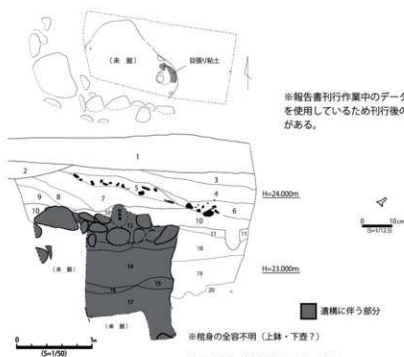 (未 掘)
目張り粘土
※報告書刊行作業中のデータ
を使用しているため刊行後の
がある。
1
2
3
4
5
6
7
8
9
10
10
10
11
11
12
H=24.000m
0 10cm
(S=1/12.5)
18
H=23.000m
19
20
(未 掘)
14
15
16
17
遺構に伴う部分
※棺身の全容不明(上鉢・下壺?)
0 1m
(S=1/50)